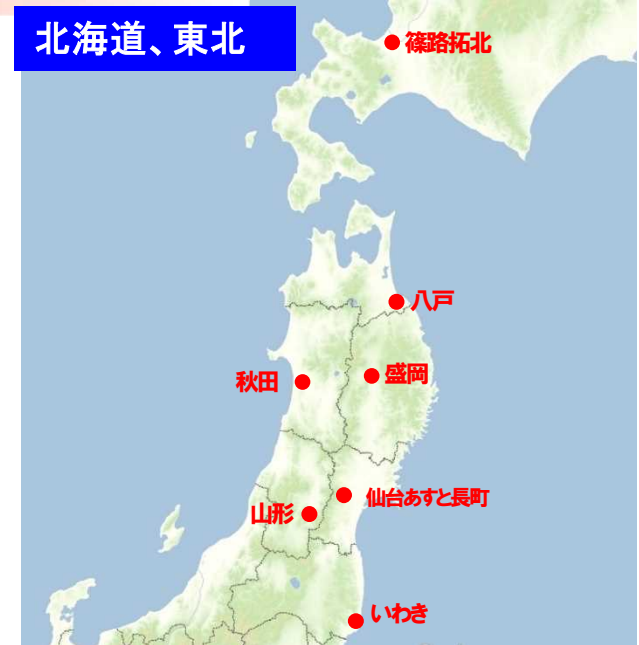 北海道、東北
篠路拓北
八戸
秋田
盛岡
仙台あすと長町
山形
いわき